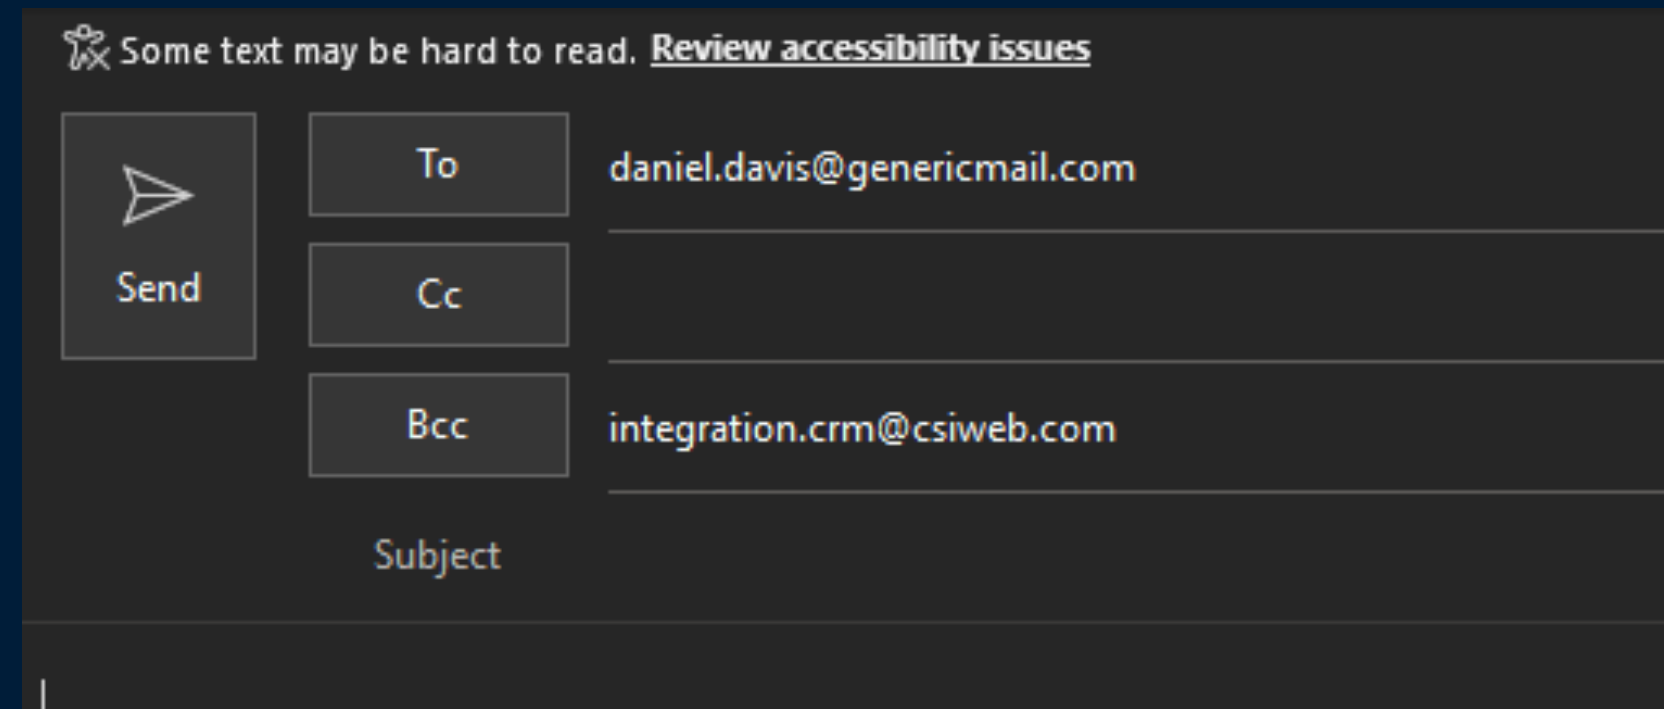 Some text may be hard to read. Review accessibility issues
Send
To
daniel.davis@genericmail.com
Cc
Bcc
integration.crm@csiweb.com
Subject